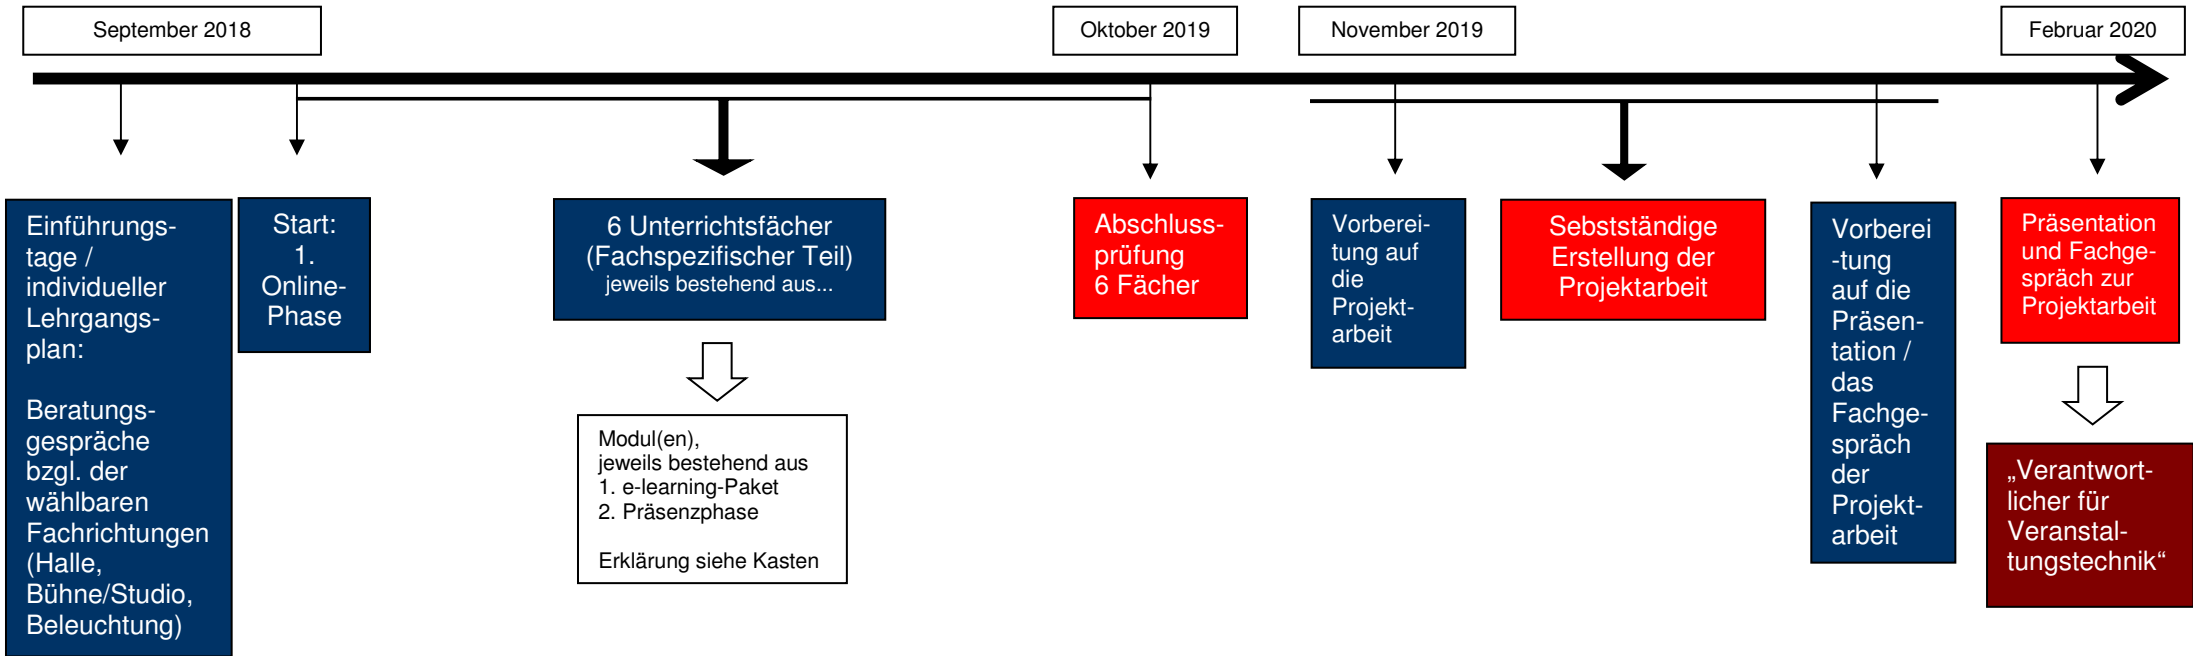 September 2018
Oktober 2019
November 2019
Februar 2020
Einführungs-
tage /
individueller
Lehrgangs-
plan:
Beratungs-
gespräche
bzgl. der
wählbaren
Fachrichtungen
(Halle,
Bühne/Studio,
Beleuchtung)
Start:
1.
Online-
Phase
6 Unterrichtsfächer
(Fachspezifischer Teil)
jeweils bestehend aus...
Modul(en),
jeweils bestehend aus
1. e-learning-Paket
2. Präsenzphase
Erklärung siehe Kasten
Abschluss-
prüfung
6 Fächer
Vorberei-
tung auf
die
Projekt-
arbeit
Sebstständige
Erstellung der
Projektarbeit
Vorberei
-tung
auf die
Präsen-
tation /
das
Fachge-
spräch
der
Projekt-
arbeit
Präsentation
und Fachge-
spräch zur
Projektarbeit
„Verantwort-
licher für
Veranstal-
tungstechnik“